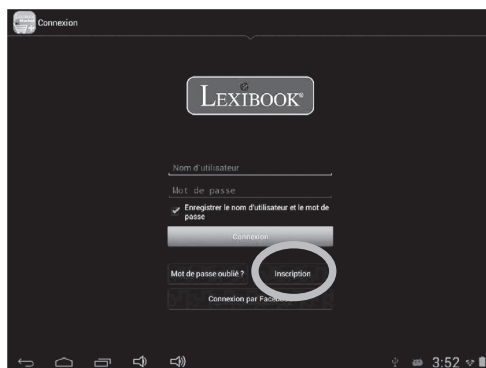 Connexion
LEXIBOOK®
Nom d'utilisateur
Mot de passe
Enregistrer le nom d'utilisateur et le mot de
passe
Connexion
Mot de passe oublié ? Inscription
Connexion par Facebook
3:52